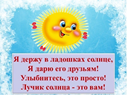 Я держу в ладошках солнце,
Я дарю его друзьям!
Улыбнитесь, это просто!
Лучик солнца - это вам!